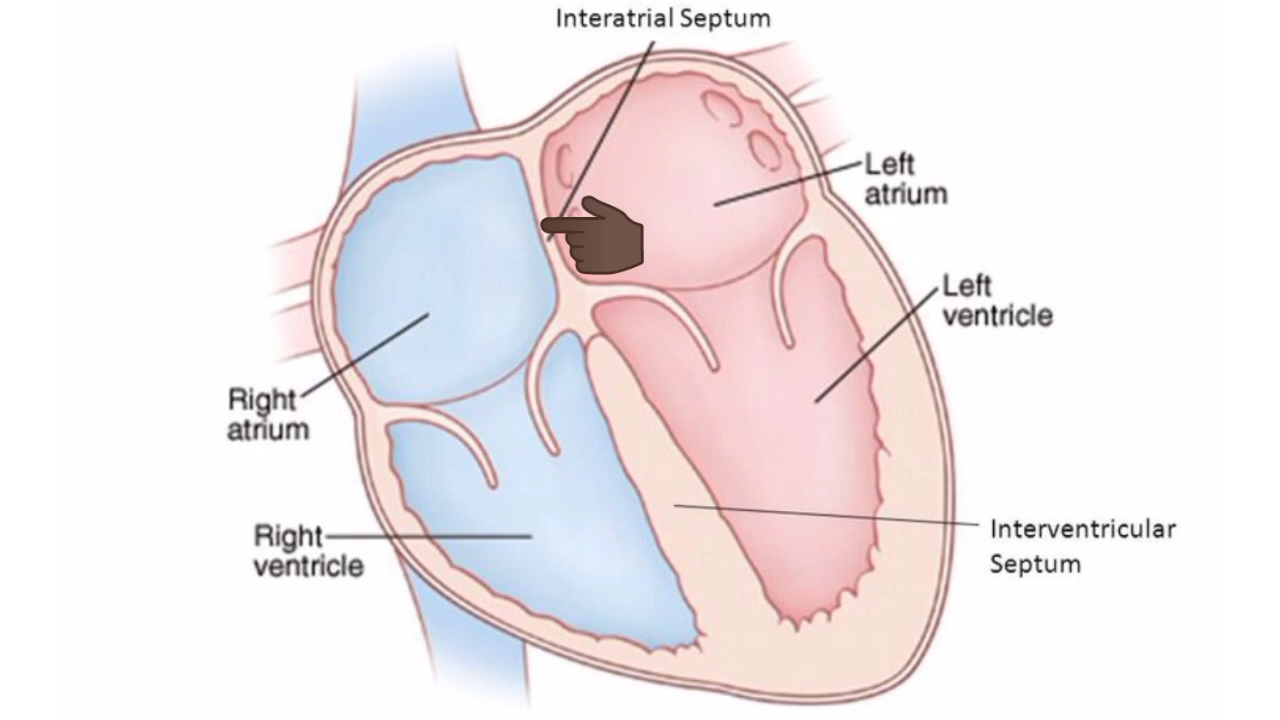 Interatrial Septum
Left
atrium
Left
ventricle
Right
atrium
Right
ventricle
Interventricular
Septum